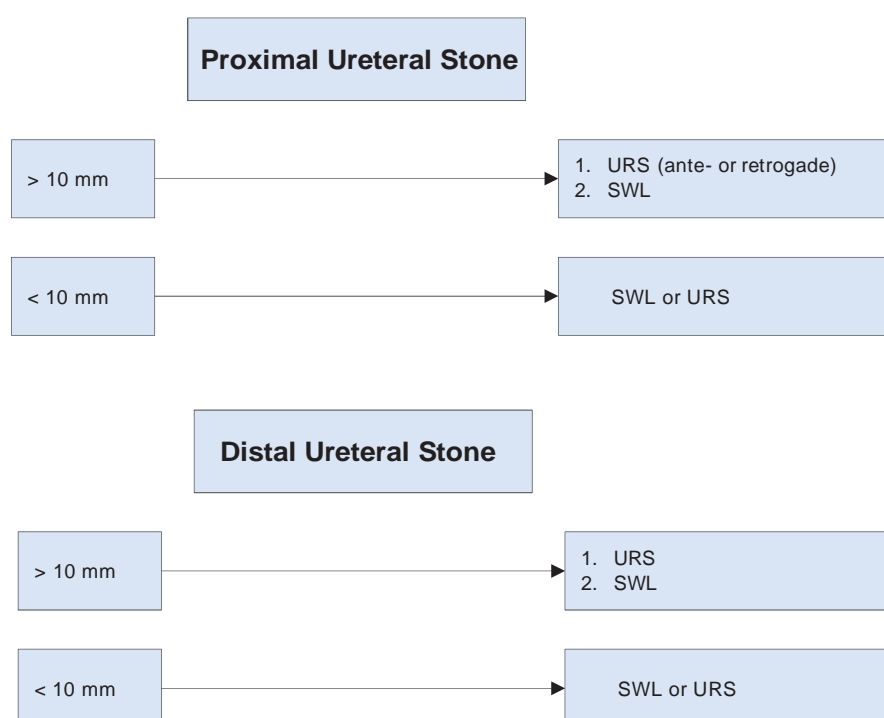 Proximal Ureteral Stone
> 10 mm
1. URS (ante- or retrogade)
2. SWL
< 10 mm
SWL or URS
Distal Ureteral Stone
> 10 mm
1. URS
2. SWL
< 10 mm
SWL or URS